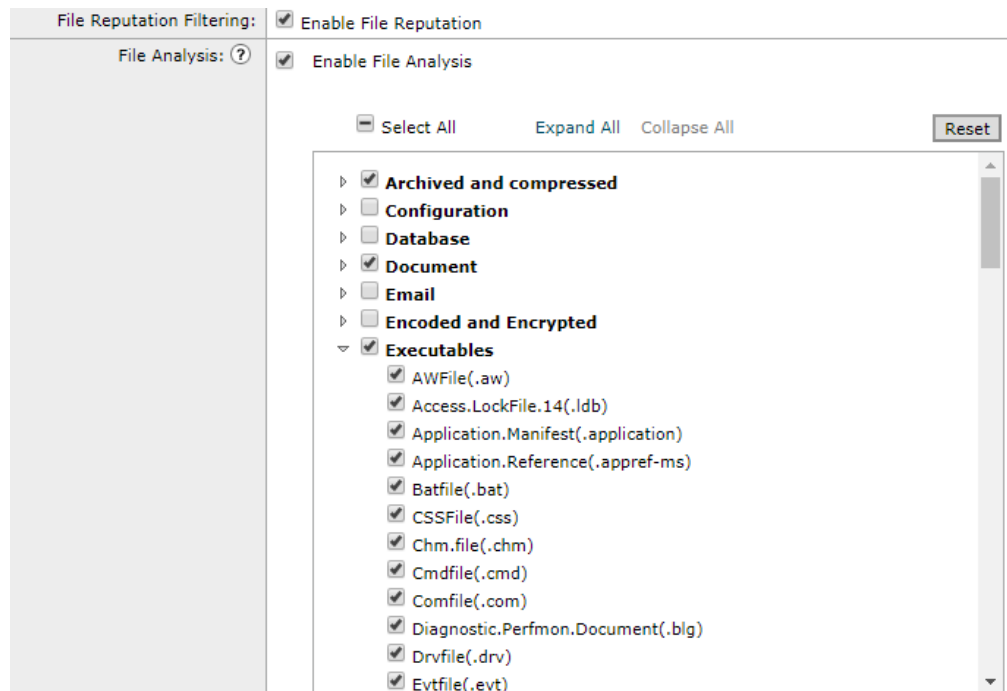 File Reputation Filtering: Enable File Reputation
File Analysis: ? Enable File Analysis
Select All Expand All Collapse All Reset
Archived and compressed
Configuration
Database
Document
Email
Encoded and Encrypted
Executables
AWFile(.aw)
Access.LockFile.14(.ldb)
Application.Manifest(.application)
Application.Reference(.appref-ms)
Batfile(.bat)
CSSFile(.css)
Chm.file(.chm)
Cmdfile(.cmd)
Comfile(.com)
Diagnostic.Perfmon.Document(.blg)
Drvfile(.drv)
Evtfile(.evt)